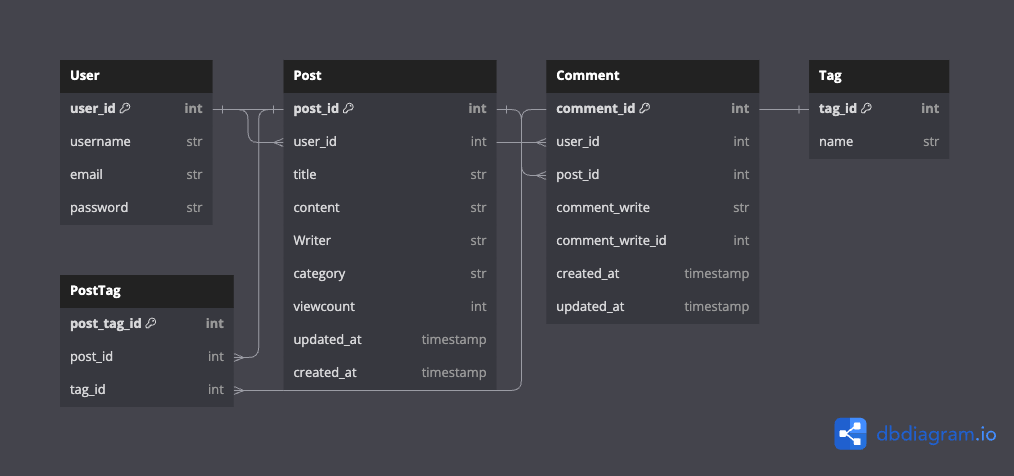 User
user_id int
username str
email str
password str
Post
post_id int
user_id int
title str
content str
Writer str
category str
viewcount int
updated_at timestamp
created_at timestamp
Comment
comment_id int
user_id int
post_id int
comment_write str
comment_write_id int
created_at timestamp
updated_at timestamp
Tag
tag_id int
name str
PostTag
post_tag_id int
post_id int
tag_id int
dbdiagram.io